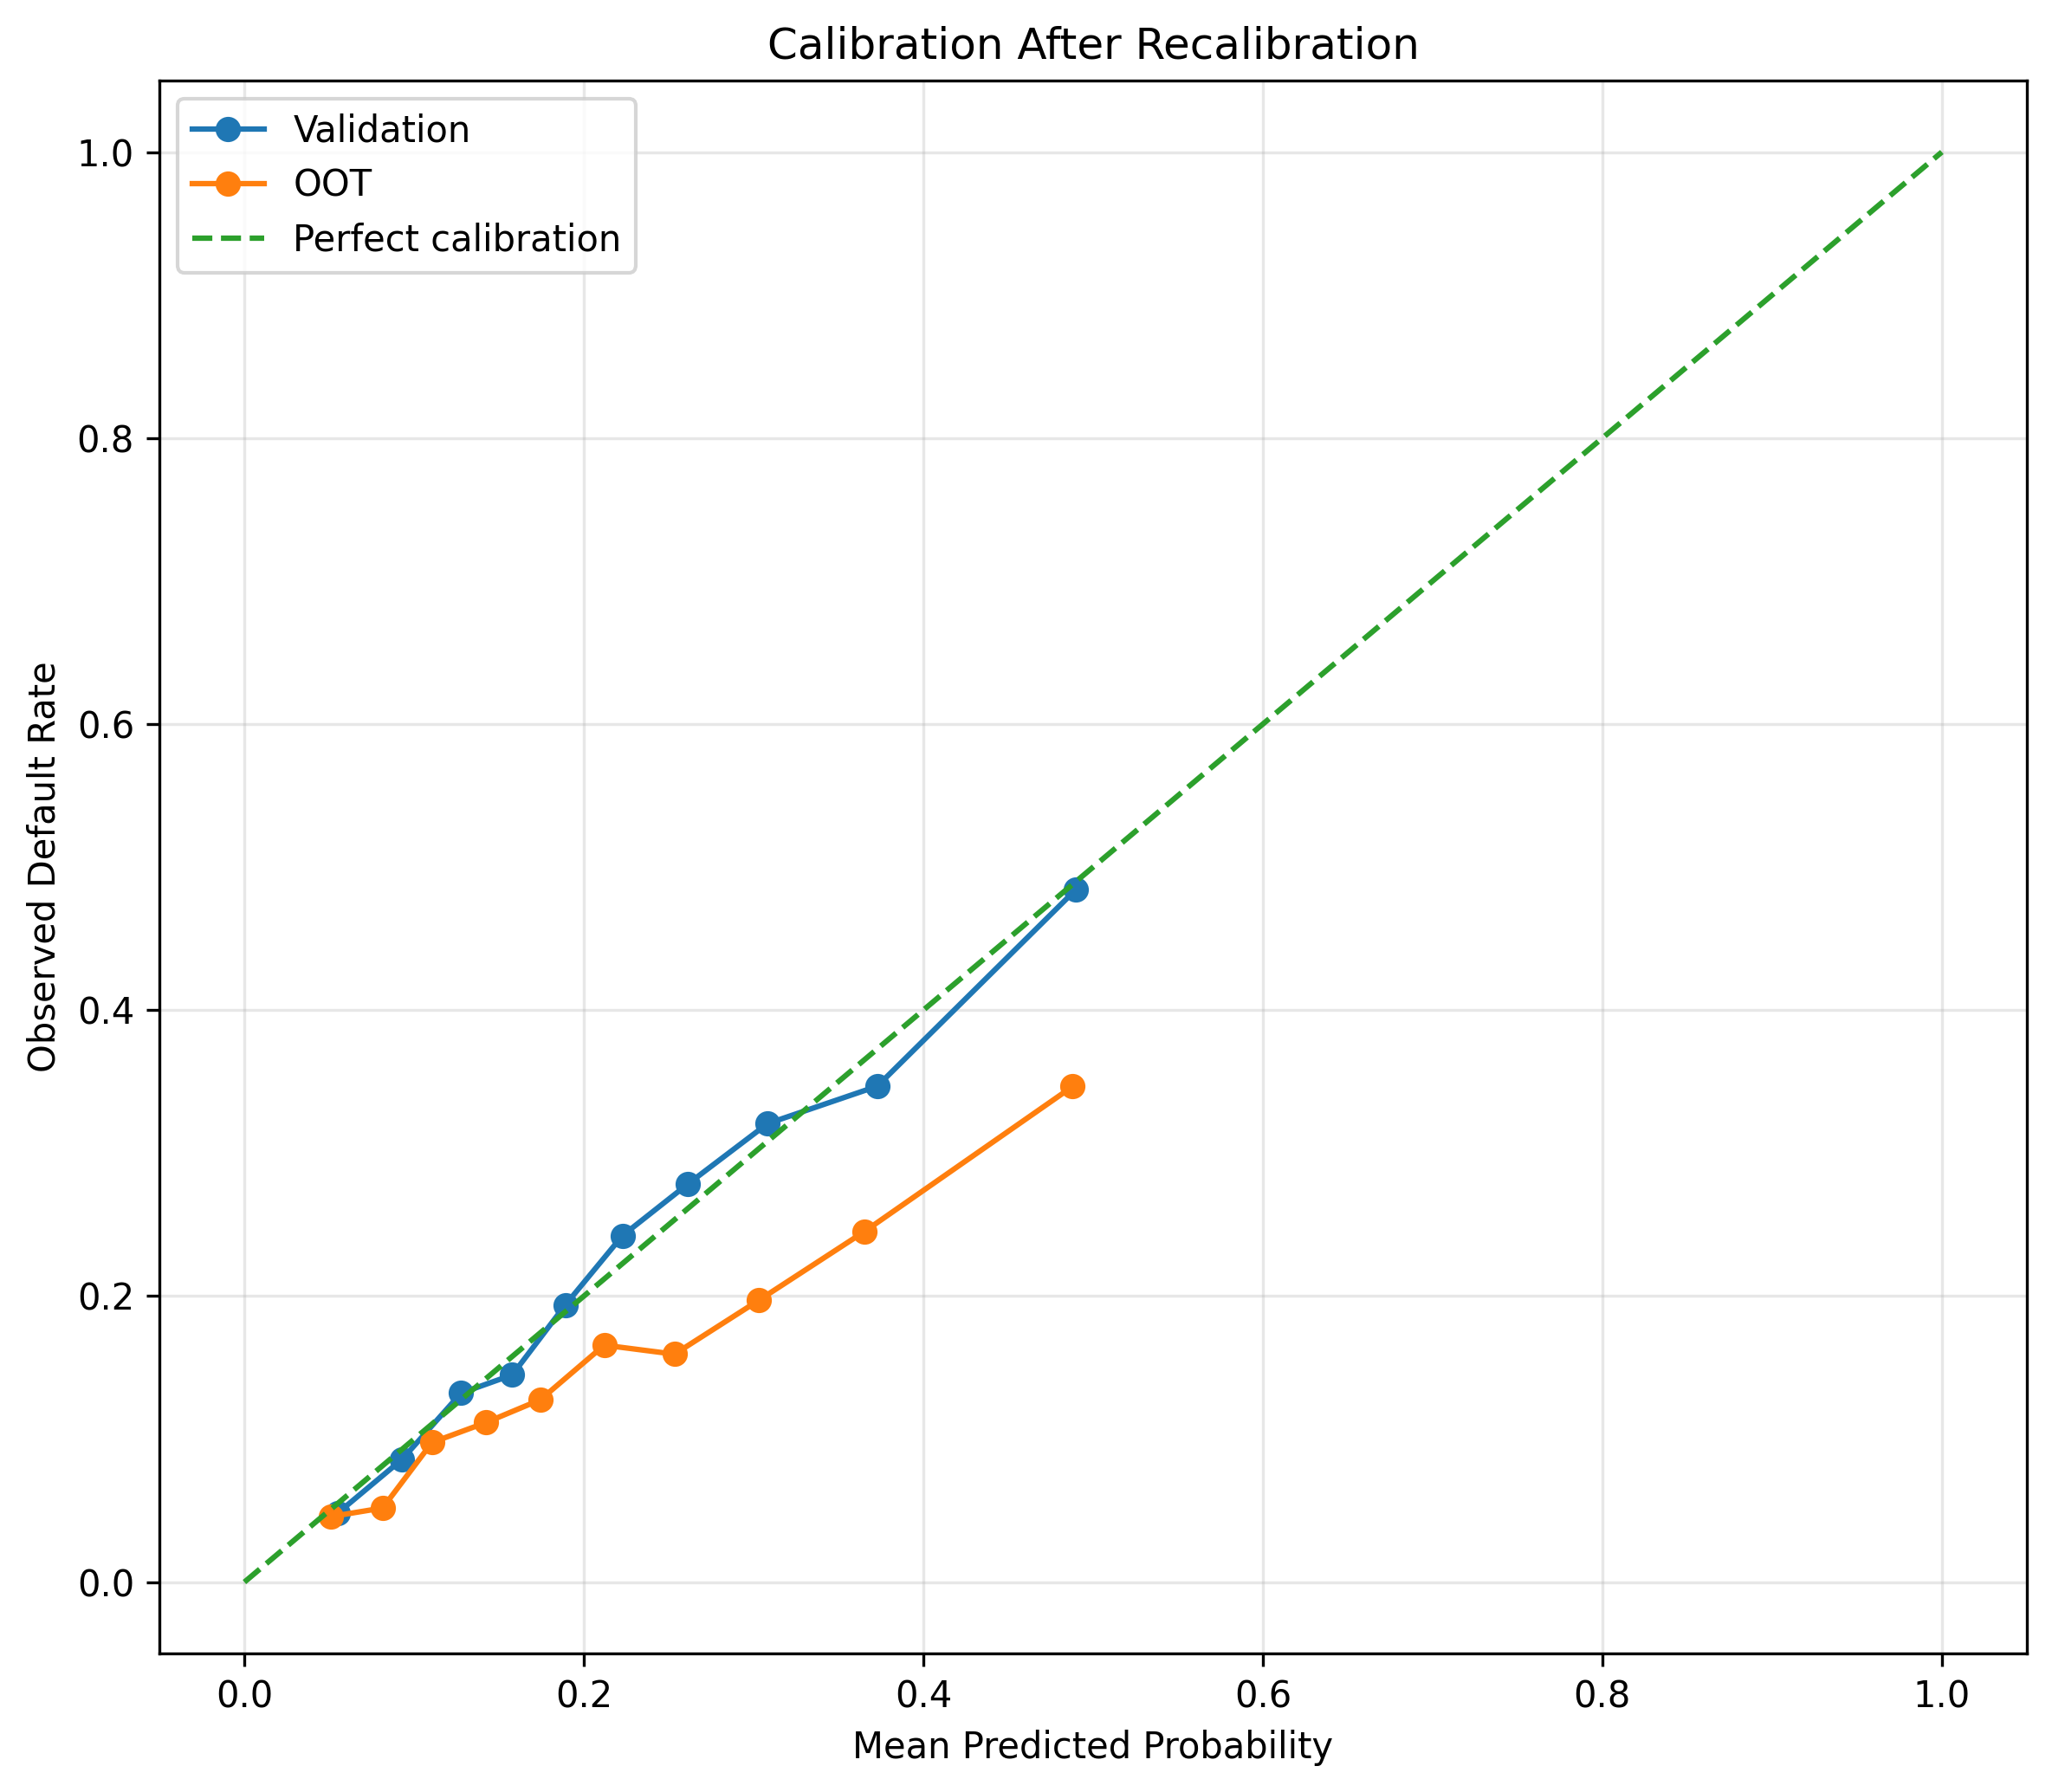 Calibration After Recalibration
Validation
OOT
Perfect calibration
1.0
0.8
0.6
0.4
0.2
0.0
Observed Default Rate
0.0 0.2 0.4 0.6 0.8 1.0
Mean Predicted Probability